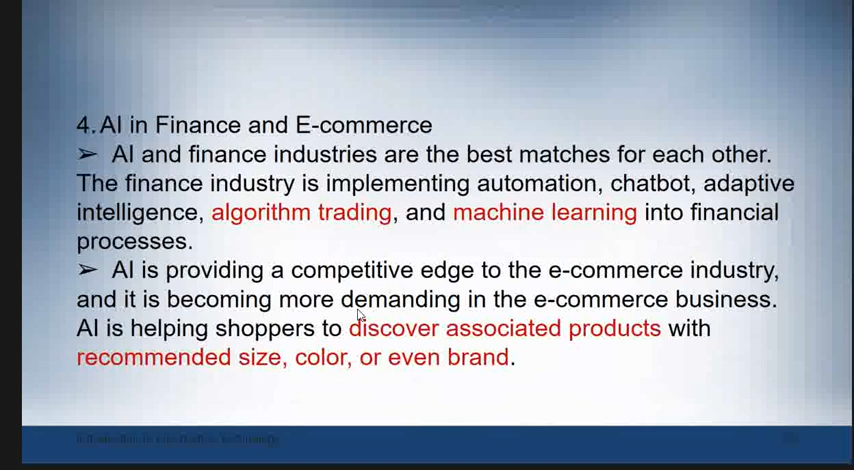 4. AI in Finance and E-commerce
➢ AI and finance industries are the best matches for each other.
The finance industry is implementing automation, chatbot, adaptive
intelligence, algorithm trading, and machine learning into financial
processes.
➢ AI is providing a competitive edge to the e-commerce industry,
and it is becoming more demanding in the e-commerce business.
AI is helping shoppers to discover associated products with
recommended size, color, or even brand.